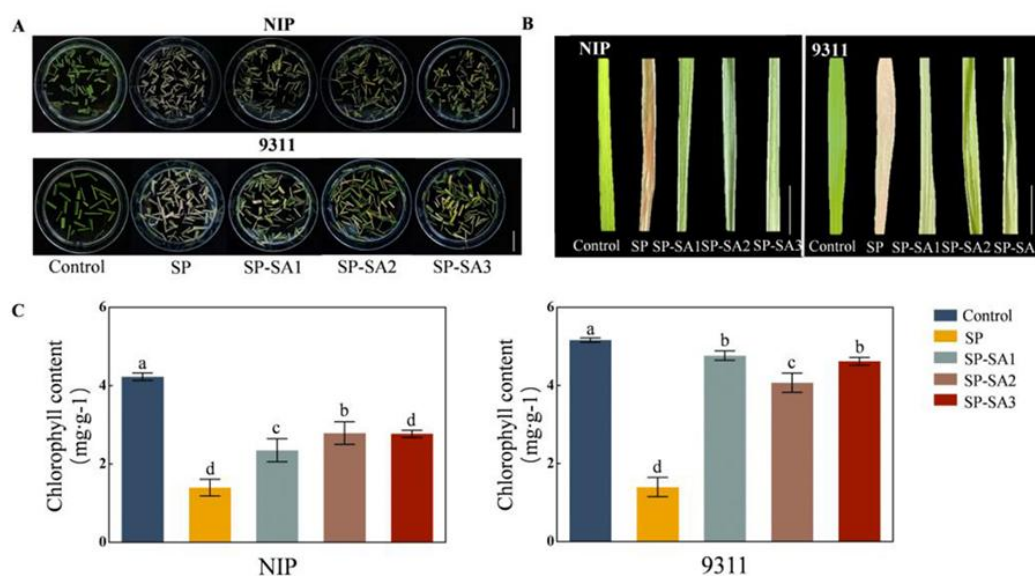 A
NIP
9311
Control SP SP-SA1 SP-SA2 SP-SA3
B
NIP
9311
Control SP SP-SA1 SP-SA2 SP-SA3
Control SP SP-SA1 SP-SA2 SP-SA
C
Chlorophyll content
(mg·g-1)
6
4
2
0
a
d
c
b
d
NIP
Chlorophyll content
(mg·g-1)
6
4
2
0
a
d
b
c
b
9311
Control
SP
SP-SA1
SP-SA2
SP-SA3